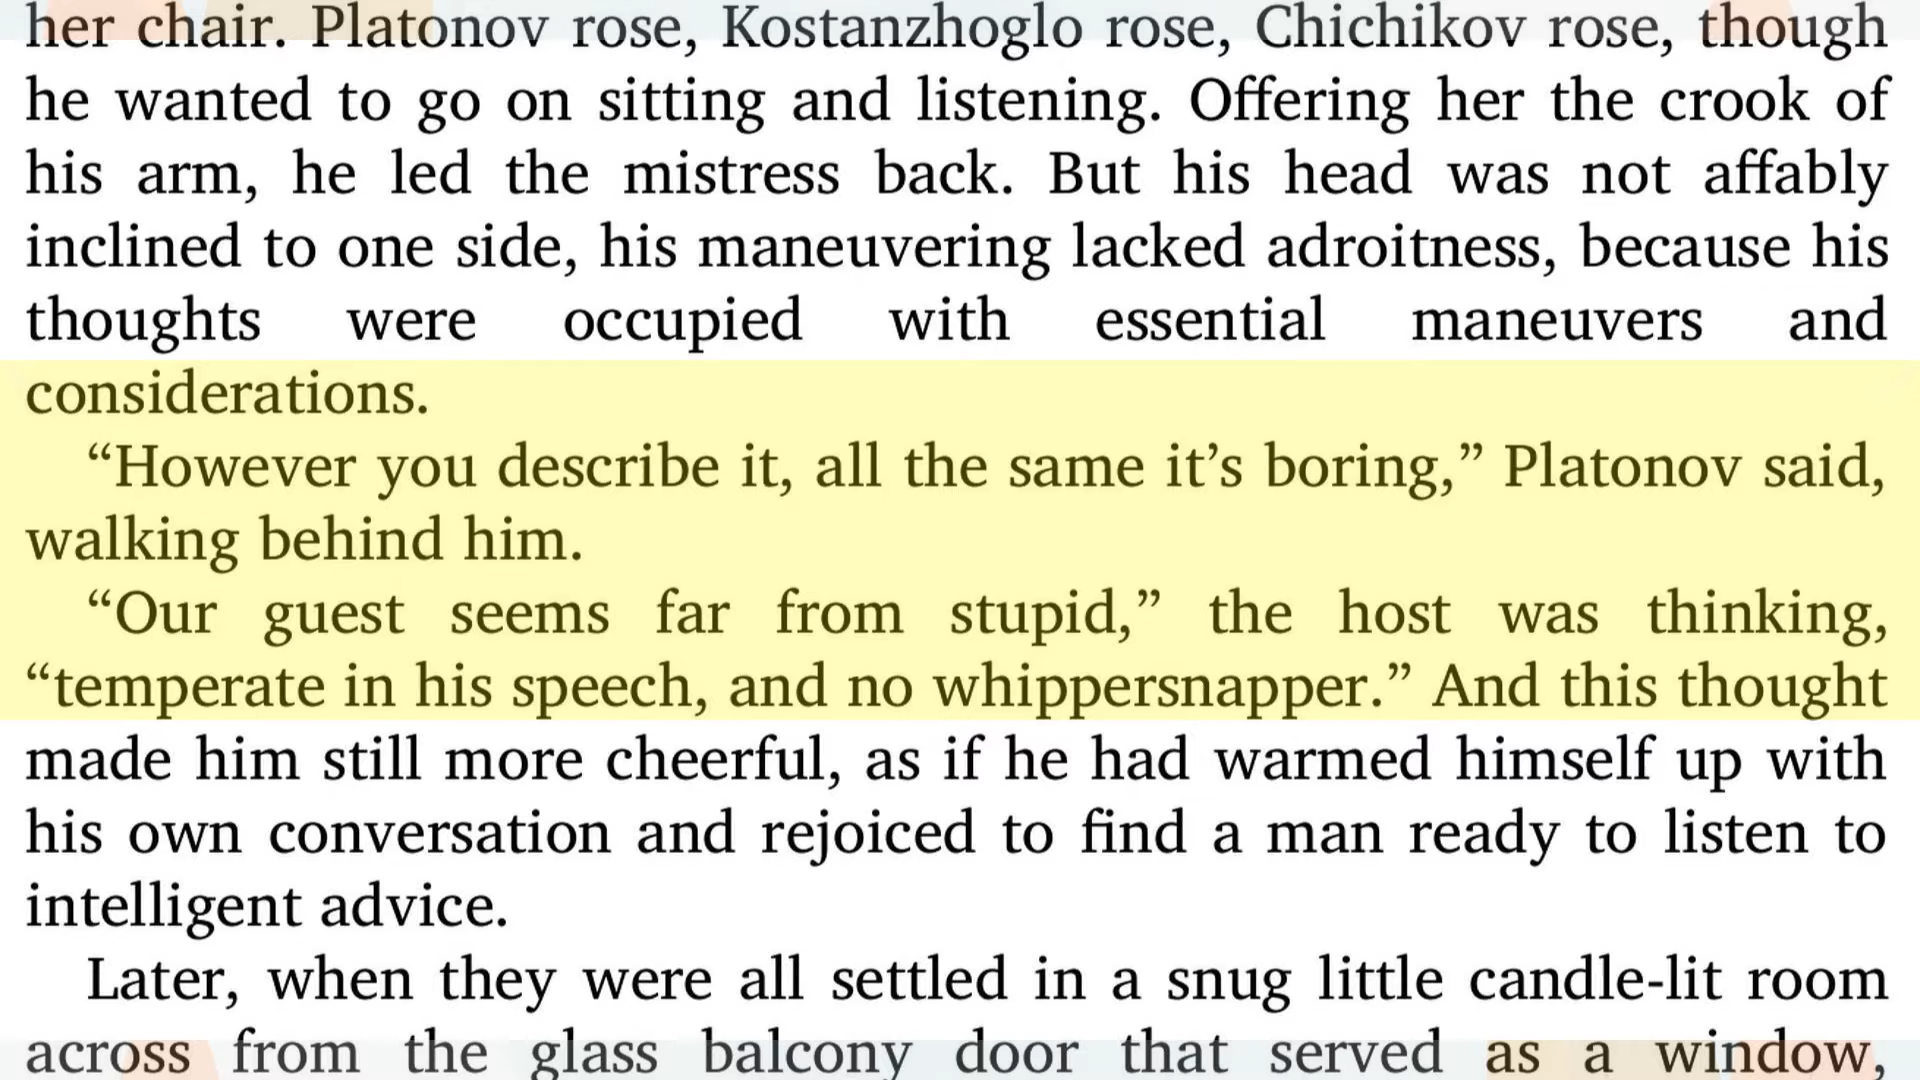 her chair. Platonov rose, Kostanzhoglo rose, Chichikov rose, though
he wanted to go on sitting and listening. Offering her the crook of
his arm, he led the mistress back. But his head was not affably
inclined to one side, his maneuvering lacked adroitness, because his
thoughts were occupied with essential maneuvers and
considerations.
“However you describe it, all the same it’s boring,” Platonov said,
walking behind him.
“Our guest seems far from stupid,” the host was thinking,
“temperate in his speech, and no whippersnapper.” And this thought
made him still more cheerful, as if he had warmed himself up with
his own conversation and rejoiced to find a man ready to listen to
intelligent advice.
Later, when they were all settled in a snug little candle-lit room
across from the glass balcony door that served as a window,